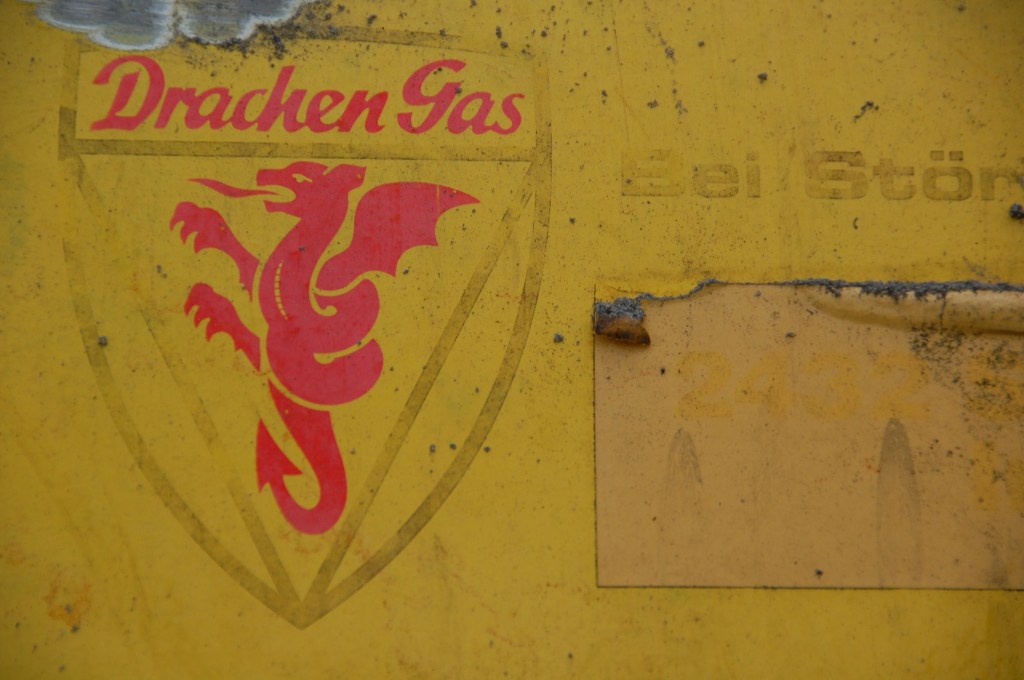 Drachen Gas
Bei Stör
2432